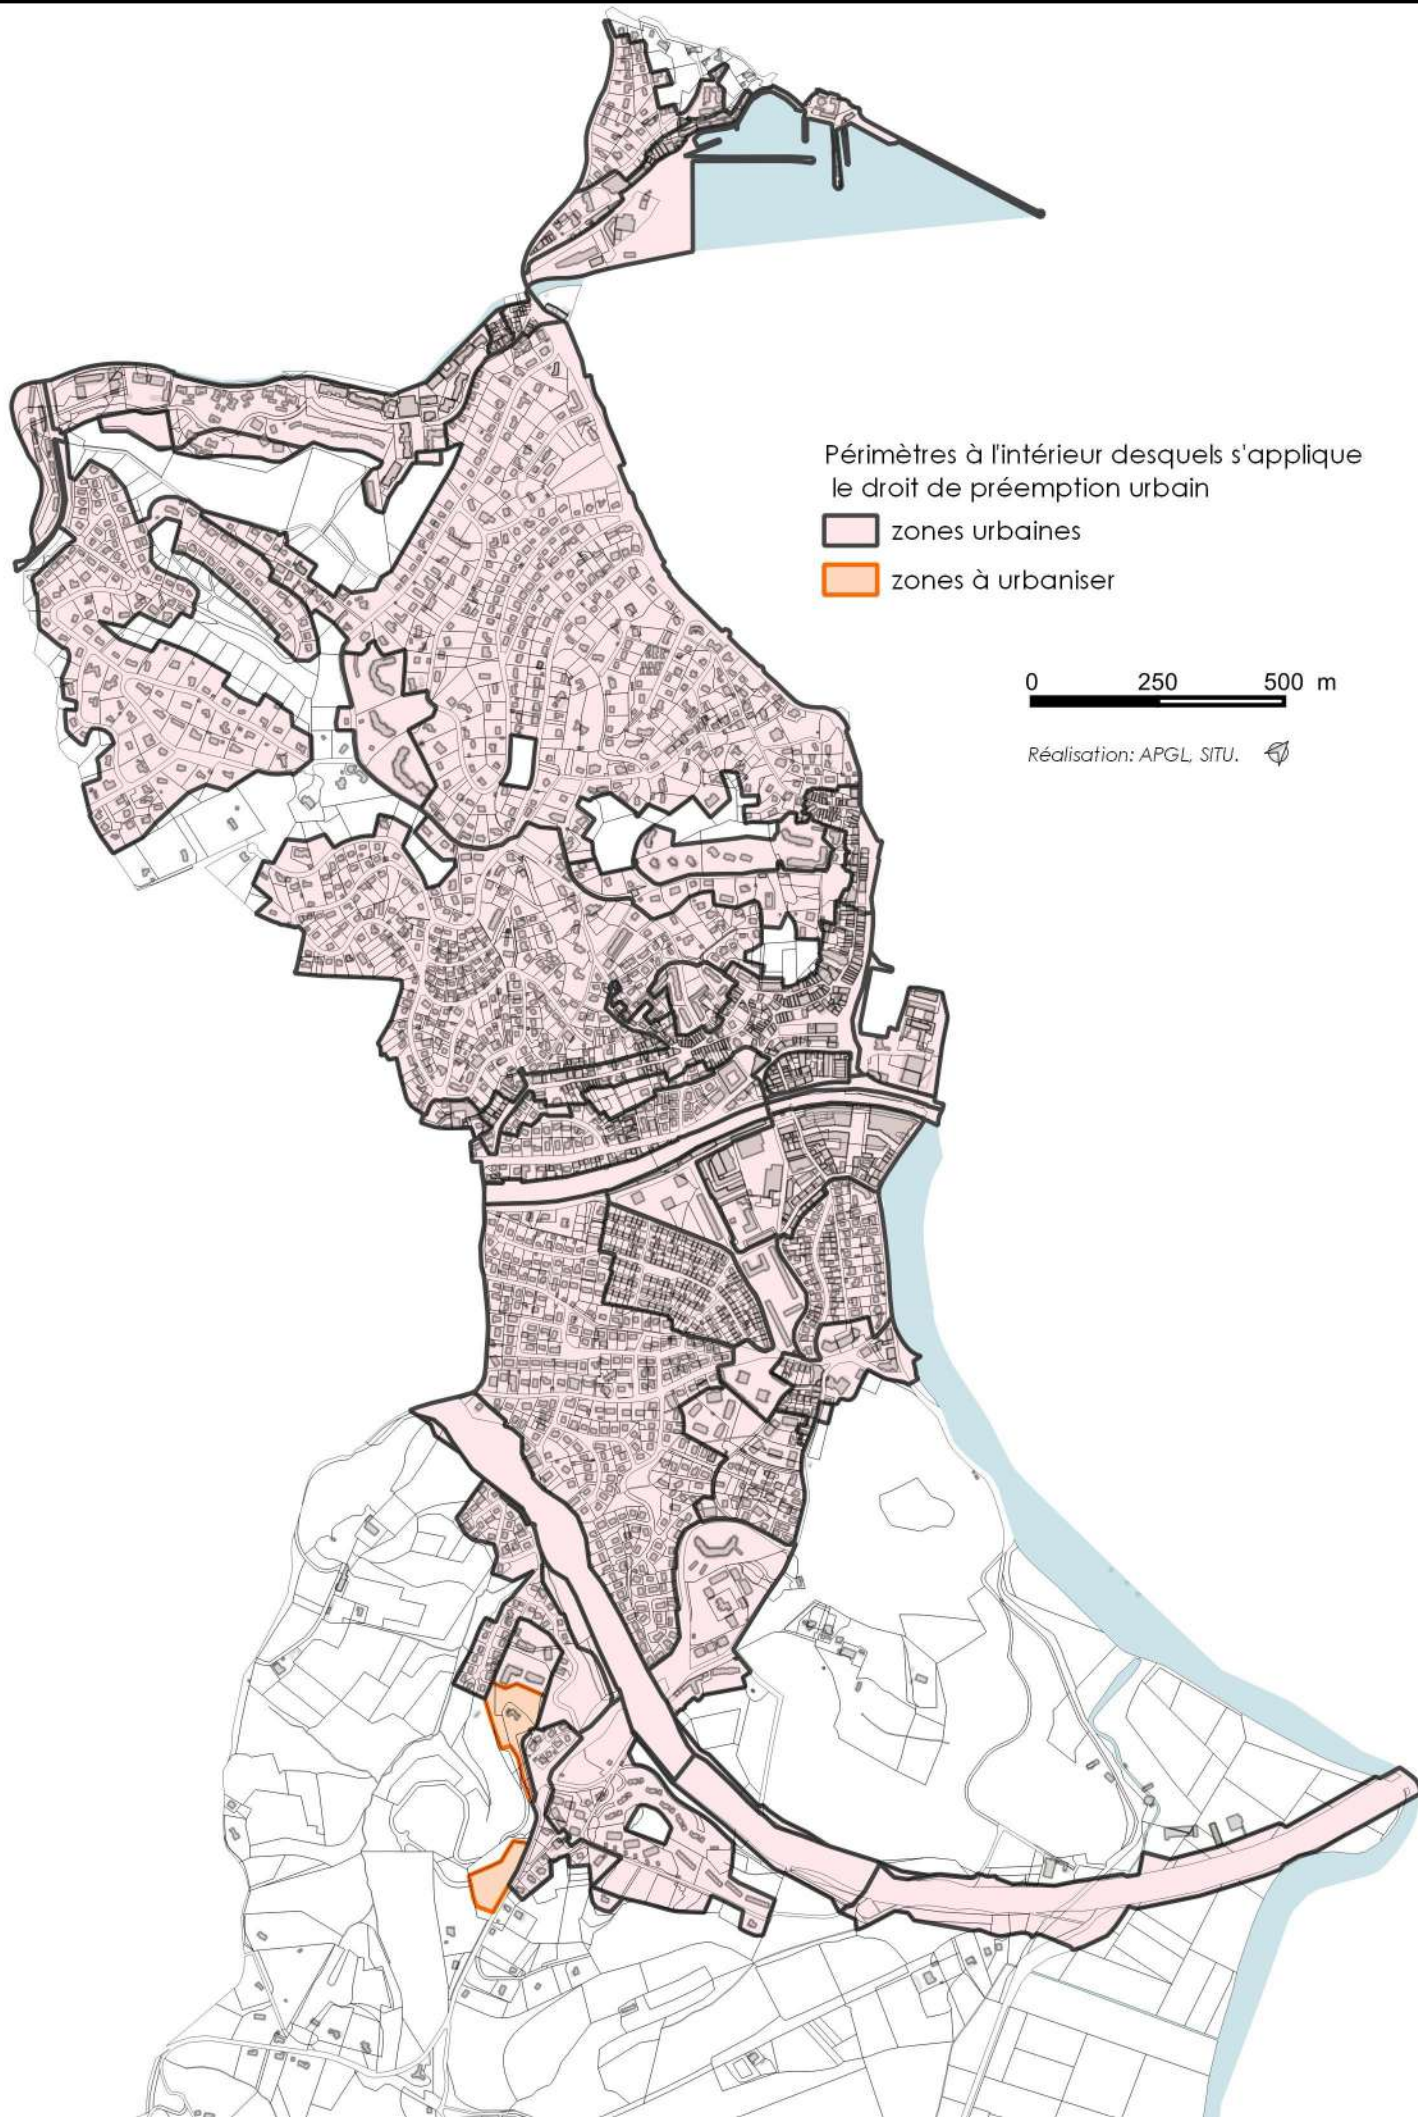 Périmètres à l'intérieur desquels s'applique
le droit de préemption urbain
zones urbaines
zones à urbaniser
0 250 500 m
Réalisation: APGL, SITU.